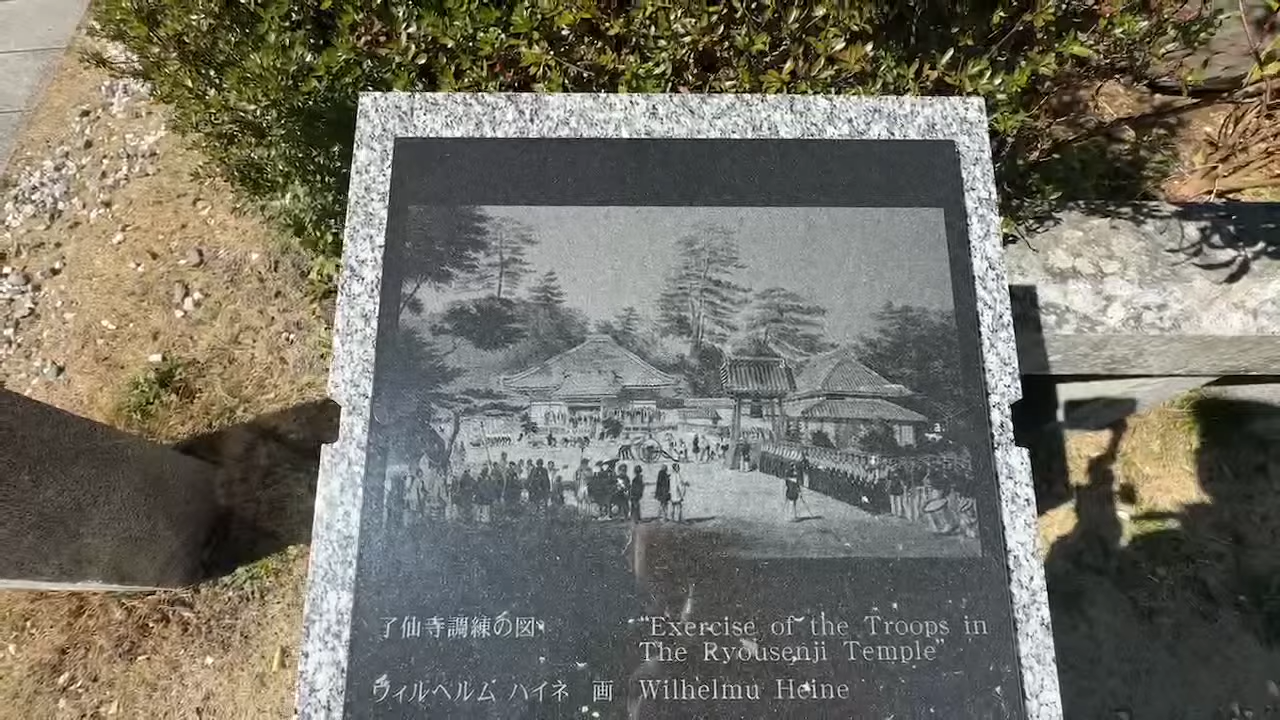 了仙寺調練の図
"Exercise of the Troops in
The Ryousenji Temple"
ウィルヘルム ハイネ 画
Wilhelmu Heine